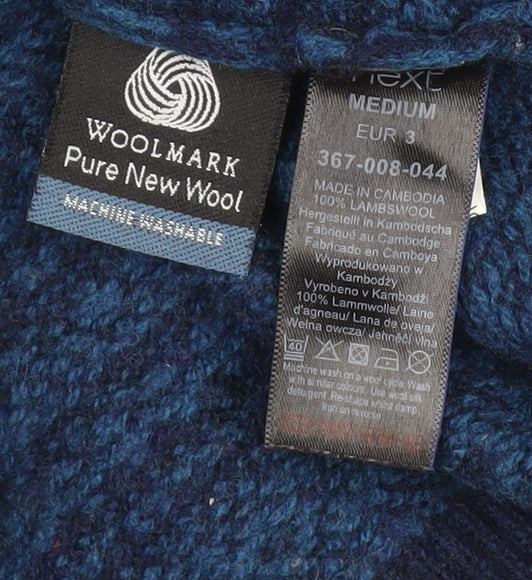 WOOLMARK
Pure New Wool
MACHINE WASHABLE
next
MEDIUM
EUR 3
367-008-044
MADE IN CAMBODIA
100% LAMBSWOOL
Hergestellt in Kambodscha
Fabriqué au Cambodge
Fabricado en Camboya
Wyprodukowano w
Kambodży
Vyrobeno v Kambodži
100% Lammwolle/ Laine
d'agneau/ Lana de oveja/
Wełna owcza/ Jehněčí vlna
40
Machine wash on a wool cycle. Wash
with similar colours. Use wool/silk
detergent. Re-shape whilst damp
Iron on reverse